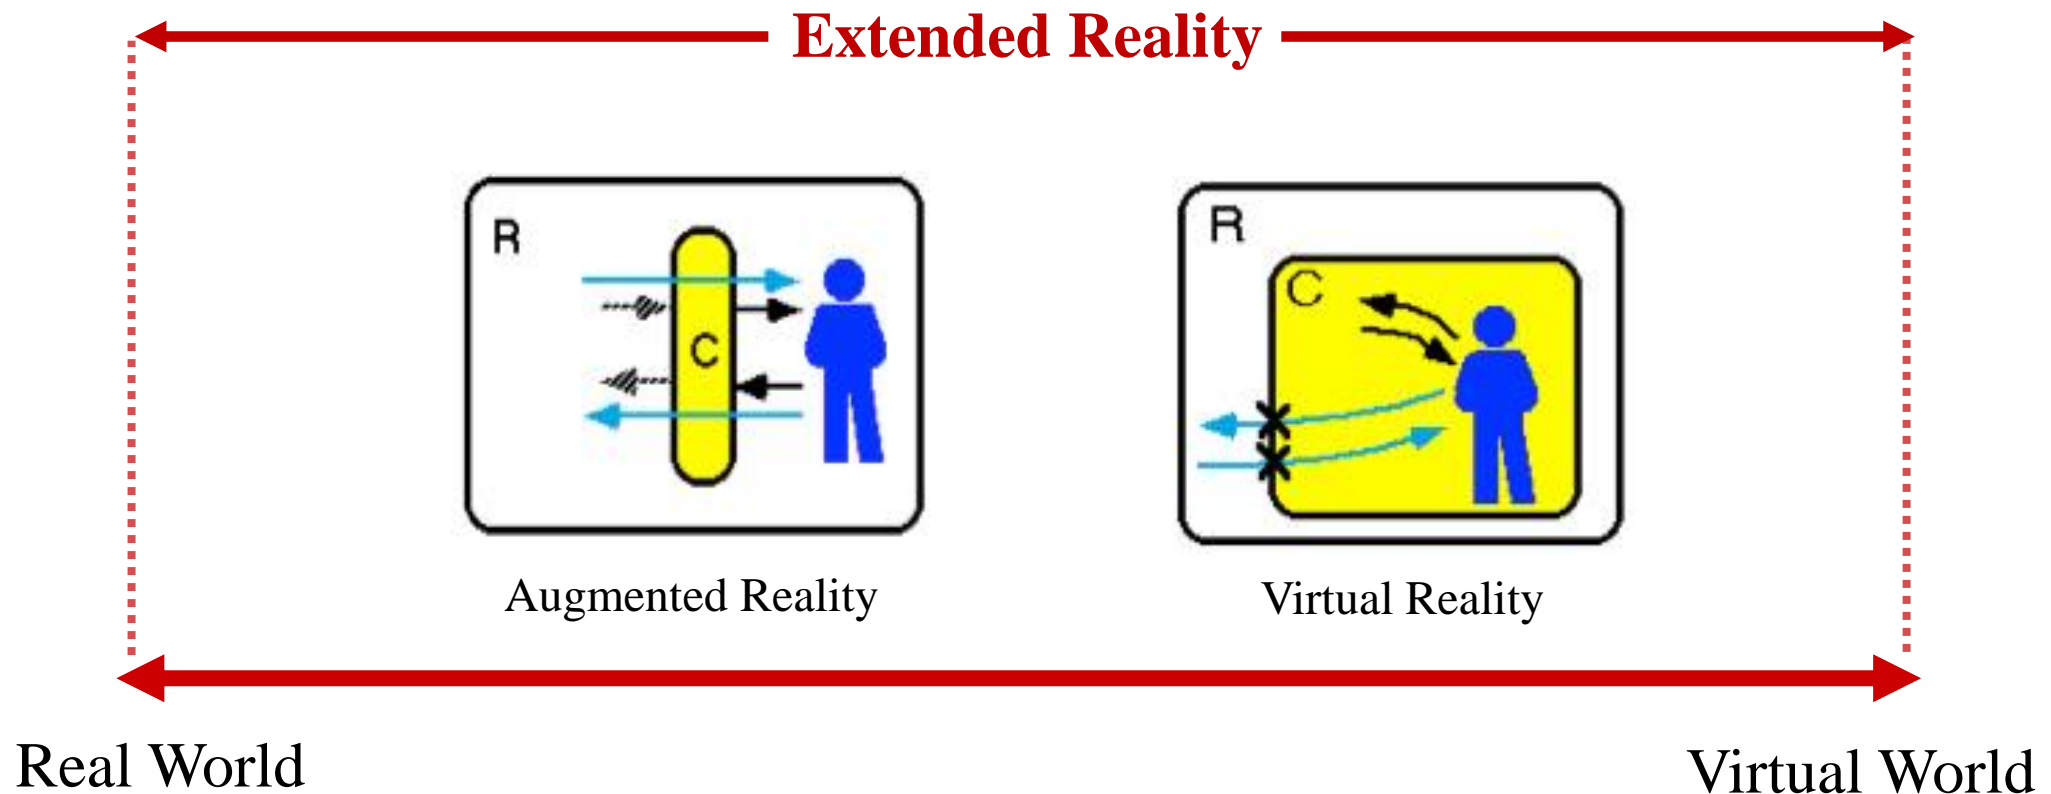 Extended Reality
R
C
R
C
Augmented Reality
Virtual Reality
Real World
Virtual World